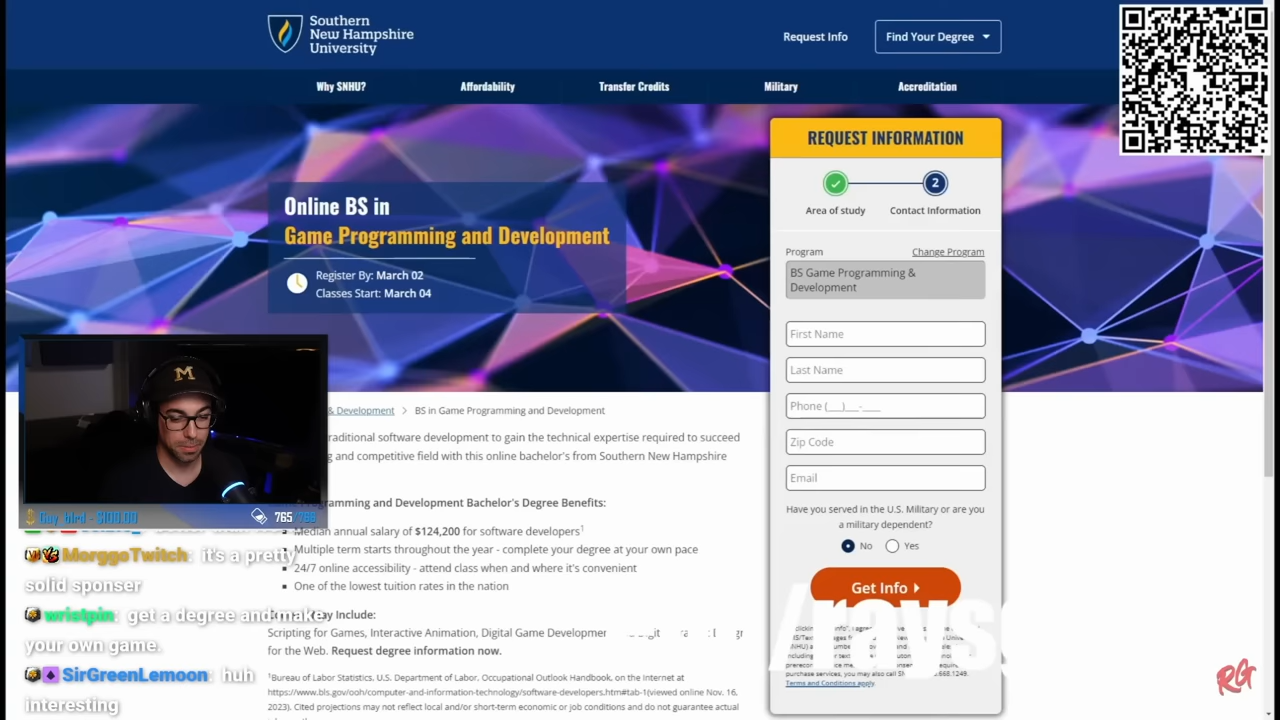 Southern
New Hampshire
University
Request Info
Find Your Degree
Why SNHU?
Affordability
Transfer Credits
Military
Accreditation
REQUEST INFORMATION
2
Area of study
Contact Information
Online BS in
Game Programming and Development
Register By: March 02
Classes Start: March 04
Program
Change Program
BS Game Programming &
Development
First Name
Last Name
Phone (___)___-____
Zip Code
Email
Have you served in the U.S. Military or are you
a military dependent?
No
Yes
Get Info
Terms and Conditions apply.
& Development > BS in Game Programming and Development
traditional software development to gain the technical expertise required to succeed
and competitive field with this online bachelor's from Southern New Hampshire
Programming and Development Bachelor's Degree Benefits:
Median annual salary of $124,200 for software developers1
Multiple term starts throughout the year - complete your degree at your own pace
24/7 online accessibility - attend class when and where it's convenient
One of the lowest tuition rates in the nation
May Include:
Scripting for Games, Interactive Animation, Digital Game
for the Web. Request degree information now.
1Bureau of Labor Statistics, U.S. Department of Labor, Occupational Outlook Handbook, on the Internet at
https://www.bls.gov/ooh/computer-and-information-technology/software-developers.htm#tab-1(viewed online Nov. 16,
2023). Cited projections may not reflect local and/or short-term economic or job conditions and do not guarantee actual
M
$100.00
765
MorggoTwitch: it's a pretty
solid sponser
wristpin: get a degree and make
your own game.
SirGreenLemoon: huh
interesting
RG